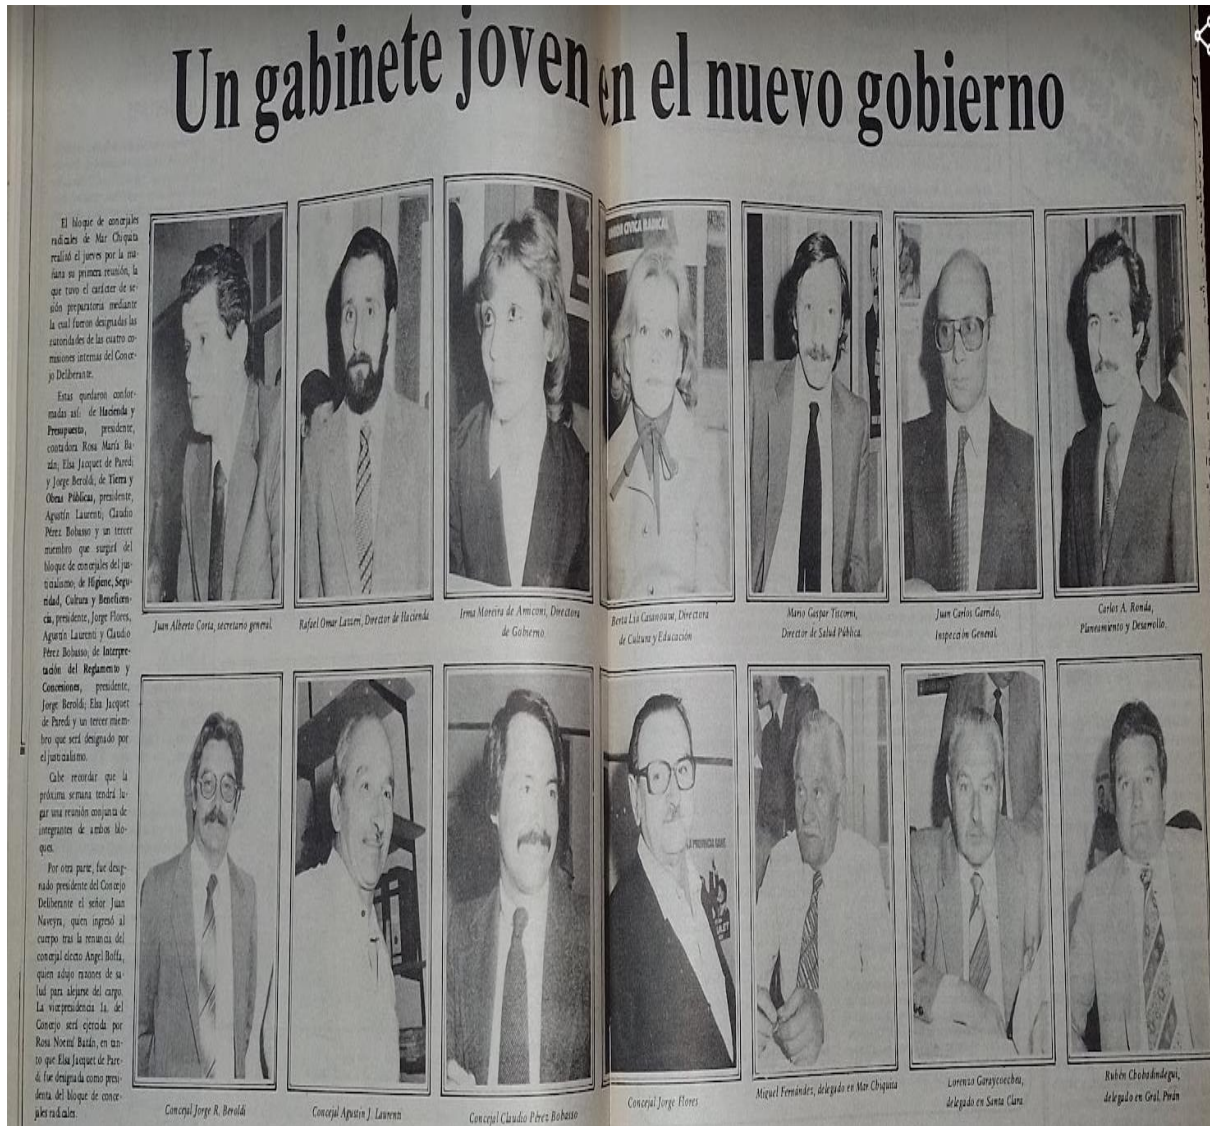 Un gabinete joven en el nuevo gobierno
El bloque de concejales
radicales de Mar Chiquita
realizó el jueves por la ma-
ñana su primera reunión, la
que tuvo el carácter de se-
sión preparatoria mediante
la cual fueron designadas las
autoridades de las cuatro co-
misiones internas del Conce-
jo Deliberante.
Estas quedaron confor-
madas así: de Hacienda y
Presupuesto, presidente,
contadora Rosa María Ba-
tán; Elsa Jacquet de Paredi
y Jorge Beroldi; de Tierra y
Obras Públicas, presidente,
Agustín Laurenti; Claudio
Pérez Bobasso y un tercer
miembro que surgirá del
bloque de concejales del jus-
ticialismo; de Higiene, Segu-
ridad, Cultura y Beneficen-
cia, presidente, Jorge Flores,
Agustín Laurenti y Claudio
Pérez Bobasso; de Interpre-
tación del Reglamento y
Concesiones, presidente,
Jorge Beroldi; Elsa Jacquet
de Paredi y un tercer miem-
bro que será designado por
el justicialismo.
Cabe recordar que la
próxima semana tendrá lu-
gar una reunión conjunta de
integrantes de ambos blo-
ques.
Por otra parte, fue desig-
nado presidente del Concejo
Deliberante el señor Juan
Naveyra, quien ingresó al
cuerpo tras la renuncia del
concejal electo Angel Boffa,
quien adujo razones de sa-
lud para alejarse del cargo.
La vicepresidencia 1a. del
Concejo será ejercida por
Rosa Noemí Batán, en tan-
to que Elsa Jacquet de Pare-
di fue designada como presi-
denta del bloque de conce-
jales radicales.
CIVICA RADICAL
Juan Alberto Corta, secretario general.
Rafael Omar Lazzeri, Director de Hacienda
Irma Moreira de Amiconi, Directora
de Gobierno.
Berta Lía Casanouve, Directora
de Cultura y Educación
Mario Gaspar Tiscorni,
Director de Salud Pública.
Juan Carlos Garrido,
Inspección General.
Carlos A. Ronda,
Planeamiento y Desarrollo.
LA PROVINCIA GANE
Concejal Jorge R. Beroldi
Concejal Agustín J. Laurenti
Concejal Claudio Pérez Bobasso
Concejal Jorge Flores
Miguel Fernández, delegado en Mar Chiquita
Lorenzo Garaycoechea,
delegado en Santa Clara
Rubén Chobadindegui,
delegado en Gral. Pirán